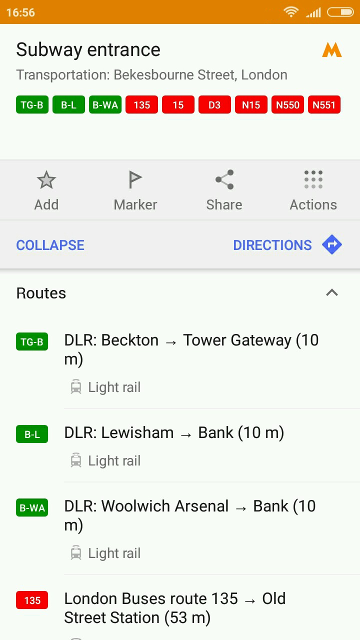 16:56
Subway entrance
Transportation: Bekesbourne Street, London
TG-B B-L B-WA 135 15 D3 N15 N550 N551
Add Marker Share Actions
COLLAPSE DIRECTIONS
Routes
TG-B DLR: Beckton → Tower Gateway (10
m)
Light rail
B-L DLR: Lewisham → Bank (10 m)
Light rail
B-WA DLR: Woolwich Arsenal → Bank (10
m)
Light rail
135 London Buses route 135 → Old
Street Station (53 m)